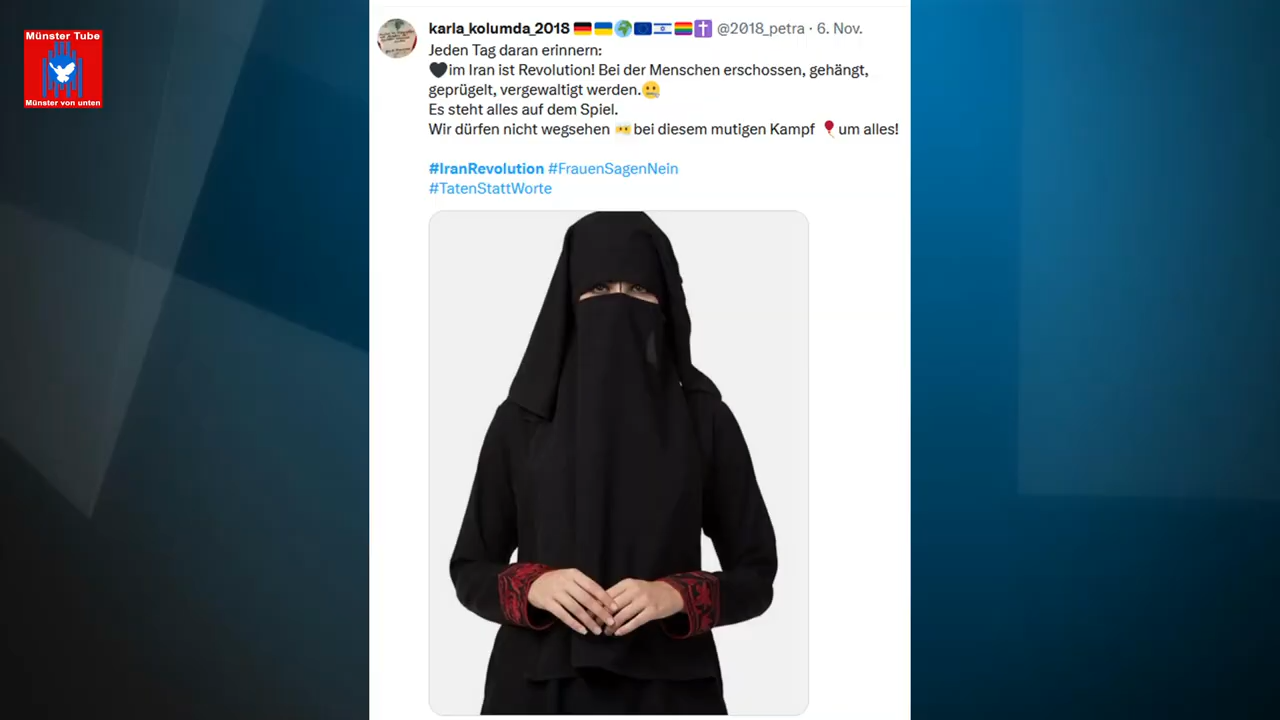 Münster Tube
Münster von unten
karla_kolumda_2018 🇩🇪🇺🇦🌍🇪🇺🇮🇱🏳️‍🌈✝️ @2018_petra · 6. Nov.
Jeden Tag daran erinnern:
🖤im Iran ist Revolution! Bei der Menschen erschossen, gehängt,
geprügelt, vergewaltigt werden.🤐
Es steht alles auf dem Spiel.
Wir dürfen nicht wegsehen 👀bei diesem mutigen Kampf 🎈um alles!
#IranRevolution #FrauenSagenNein
#TatenStattWorte